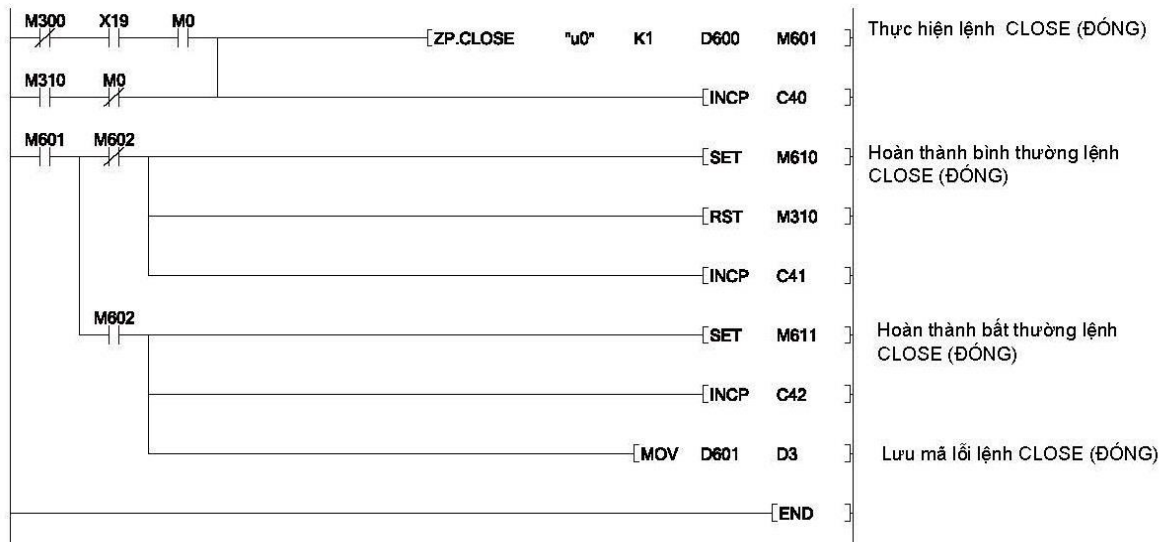 M300 X19 M0
ZP.CLOSE "u0" K1 D600 M601
Thực hiện lệnh CLOSE (ĐÓNG)
M310 M0
INCP C40
M601 M602
SET M610
Hoàn thành bình thường lệnh
CLOSE (ĐÓNG)
RST M310
INCP C41
M602
SET M611
Hoàn thành bất thường lệnh
CLOSE (ĐÓNG)
INCP C42
MOV D601 D3
Lưu mã lỗi lệnh CLOSE (ĐÓNG)
END